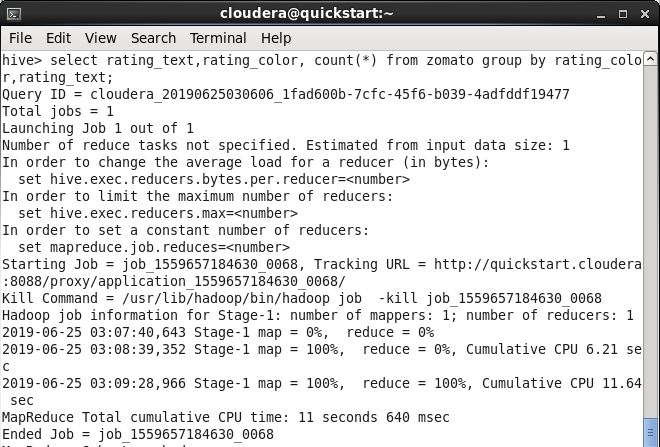 cloudera@quickstart:~
File Edit View Search Terminal Help
hive> select rating_text,rating_color, count(*) from zomato group by rating_colo
r,rating_text;
Query ID = cloudera_20190625030606_1fad600b-7cfc-45f6-b039-4adfddf19477
Total jobs = 1
Launching Job 1 out of 1
Number of reduce tasks not specified. Estimated from input data size: 1
In order to change the average load for a reducer (in bytes):
  set hive.exec.reducers.bytes.per.reducer=<number>
In order to limit the maximum number of reducers:
  set hive.exec.reducers.max=<number>
In order to set a constant number of reducers:
  set mapreduce.job.reduces=<number>
Starting Job = job_1559657184630_0068, Tracking URL = http://quickstart.cloudera
:8088/proxy/application_1559657184630_0068/
Kill Command = /usr/lib/hadoop/bin/hadoop job  -kill job_1559657184630_0068
Hadoop job information for Stage-1: number of mappers: 1; number of reducers: 1
2019-06-25 03:07:40,643 Stage-1 map = 0%,  reduce = 0%
2019-06-25 03:08:39,352 Stage-1 map = 100%,  reduce = 0%, Cumulative CPU 6.21 se
c
2019-06-25 03:09:28,966 Stage-1 map = 100%,  reduce = 100%, Cumulative CPU 11.64
 sec
MapReduce Total cumulative CPU time: 11 seconds 640 msec
Ended Job = job_1559657184630_0068